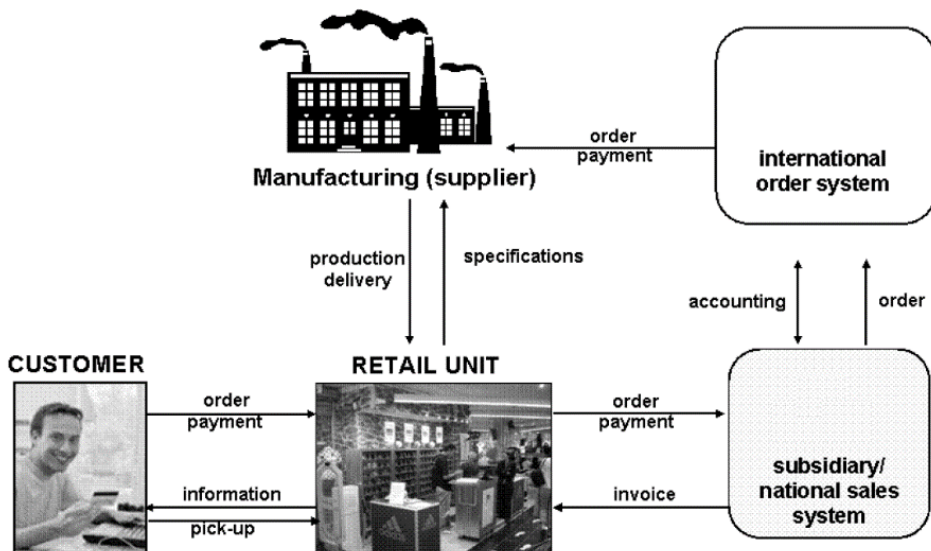 order
payment
international
order system
Manufacturing (supplier)
production
delivery
specifications
accounting
order
CUSTOMER
RETAIL UNIT
order
payment
order
payment
information
invoice
pick-up
subsidiary/
national sales
system